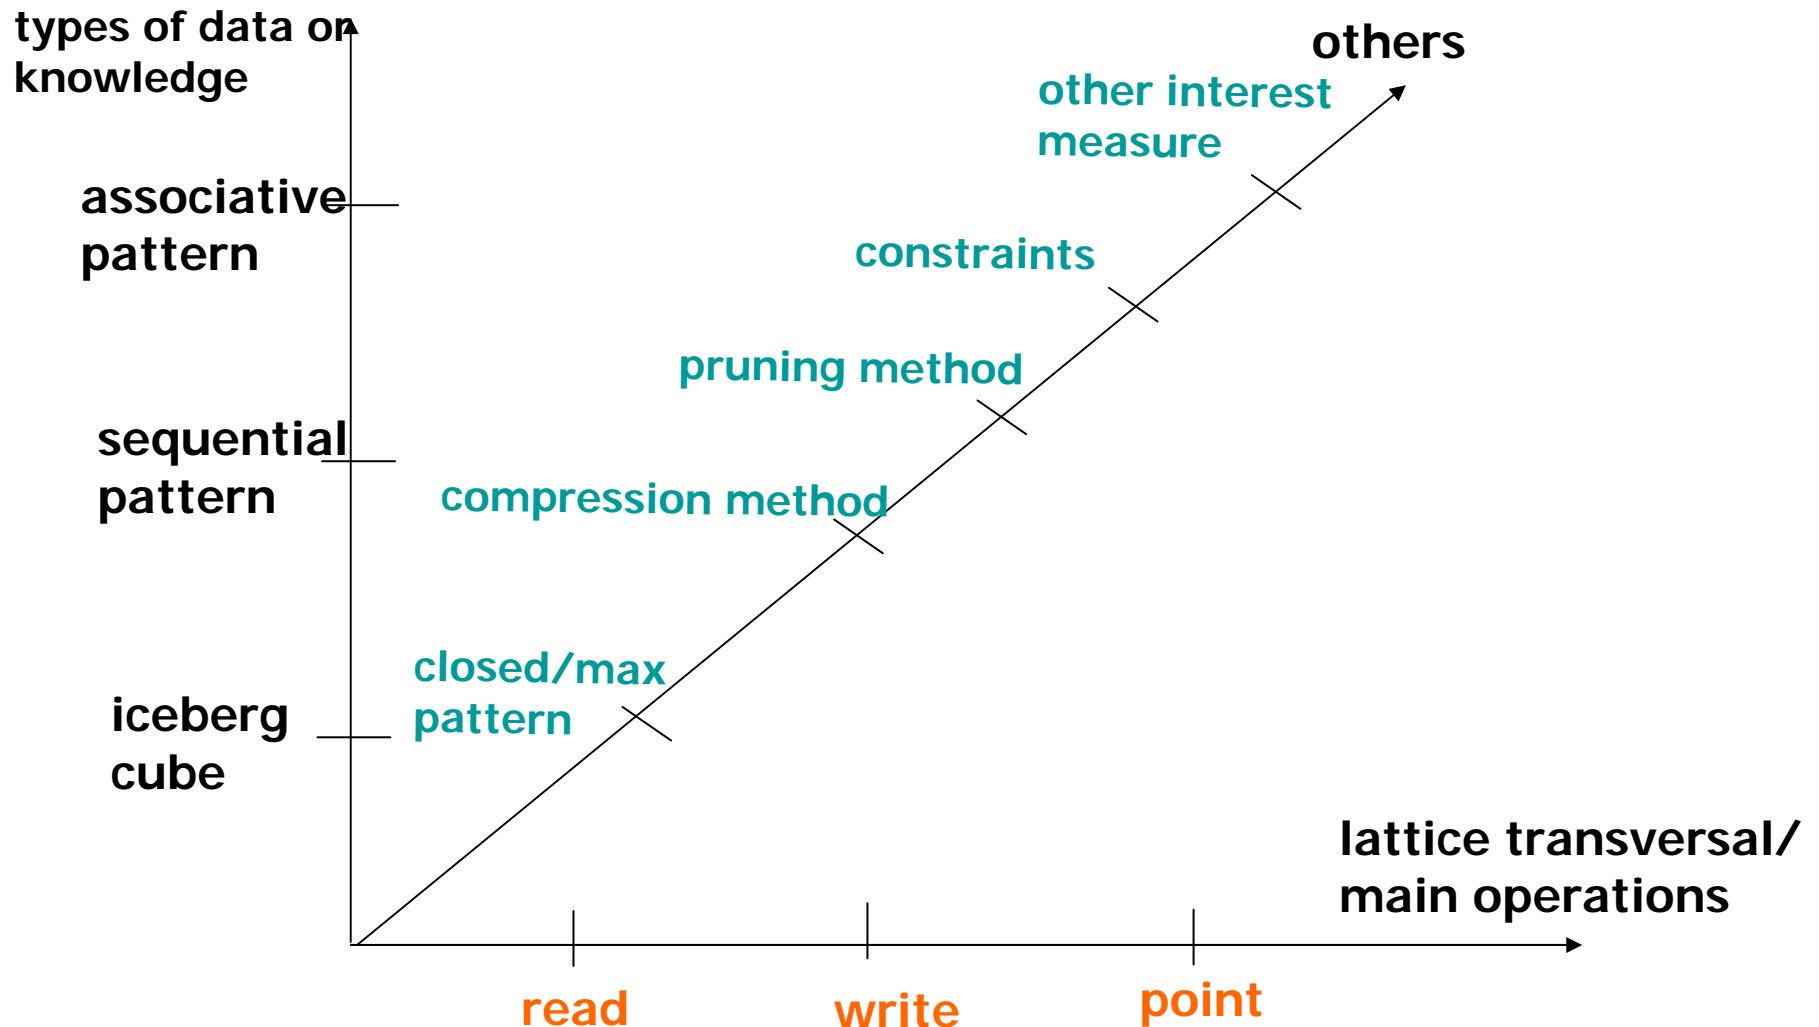 types of data or
knowledge
others
other interest
measure
associative
pattern
constraints
pruning method
sequential
pattern
compression method
closed/max
pattern
iceberg
cube
lattice transversal/
main operations
read
write
point